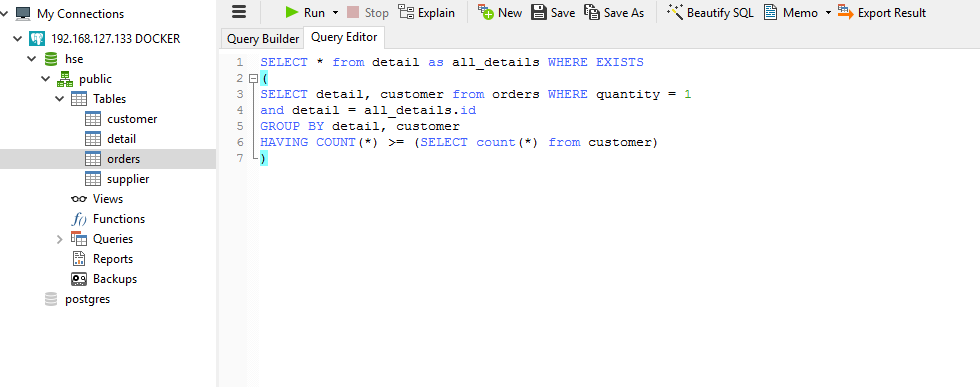 My Connections
192.168.127.133 DOCKER
hse
public
Tables
customer
detail
orders
supplier
Views
f() Functions
Queries
Reports
Backups
postgres
Run Stop Explain New Save Save As Beautify SQL Memo Export Result
Query Builder Query Editor
1 SELECT * from detail as all_details WHERE EXISTS
2 (
3 SELECT detail, customer from orders WHERE quantity = 1
4 and detail = all_details.id
5 GROUP BY detail, customer
6 HAVING COUNT(*) >= (SELECT count(*) from customer)
7 )